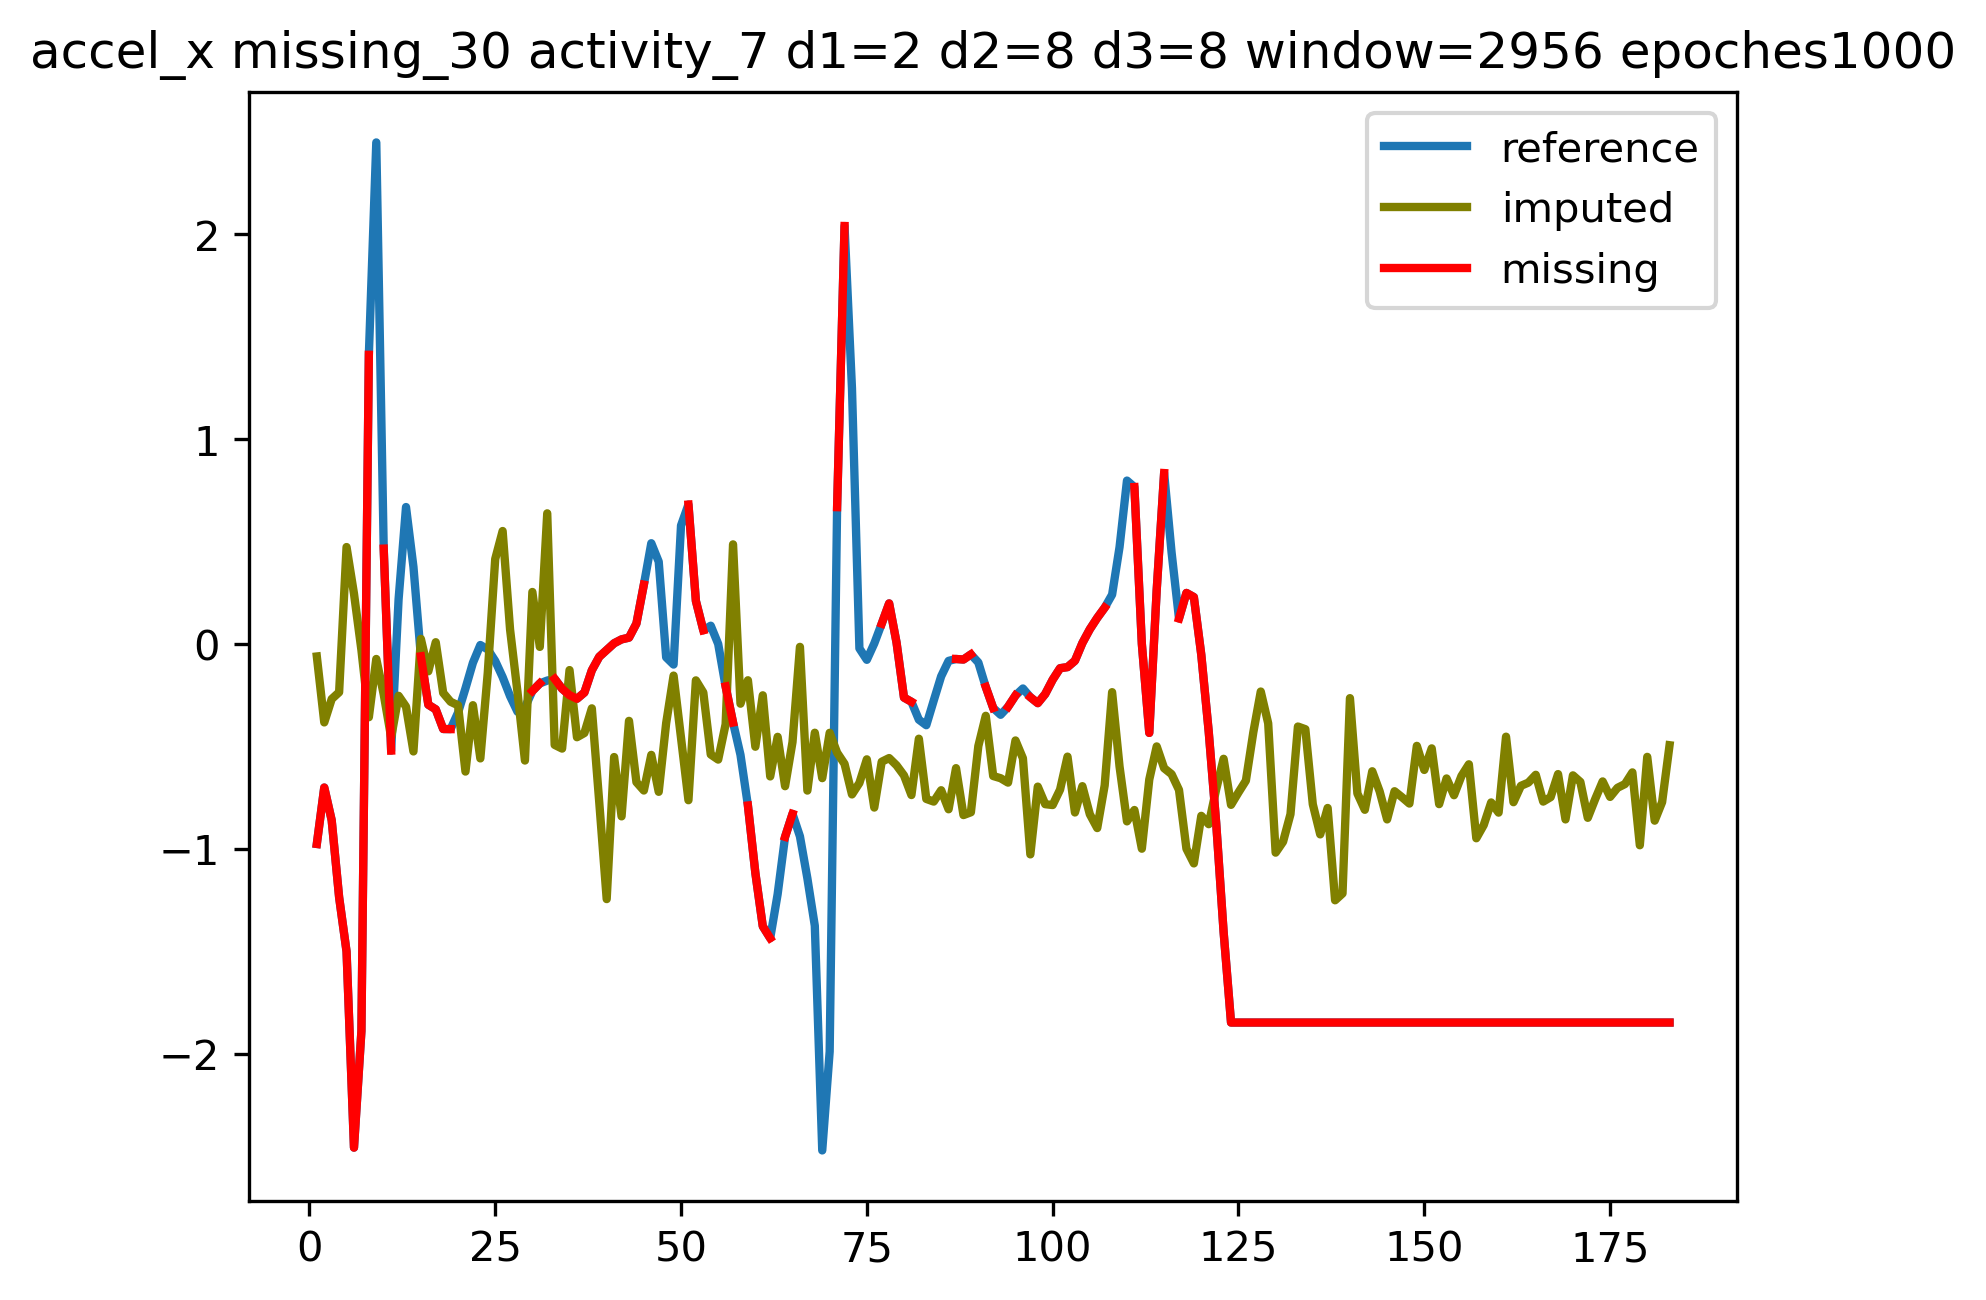 accel_x missing_30 activity_7 d1=2 d2=8 d3=8 window=2956 epoches1000
reference
imputed
missing
2
1
0
−1
−2
0 25 50 75 100 125 150 175